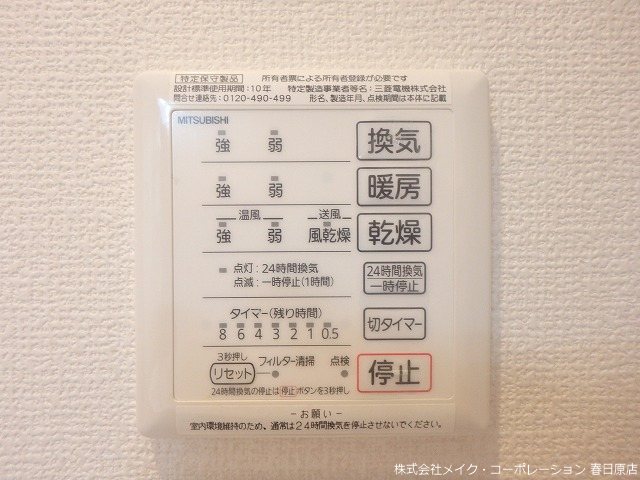 特定保守製品 所有者票による所有者登録が必要です
設計標準使用期間:10年 特定製造事業者等名:三菱電機株式会社
問合せ連絡先:0120-490-499 形名、製造年月、点検期間は本体に記載
MITSUBISHI
強 弱 換気
強 弱 暖房
温風 送風
強 弱 風乾燥 乾燥
点灯:24時間換気
点滅:一時停止(1時間)
24時間換気
一時停止
タイマー(残り時間)
8 6 4 3 2 1 0.5
切タイマー
3秒押し
リセット フィルター清掃 点検
停止
24時間換気の停止は停止ボタンを3秒押し
-お願い-
室内環境維持のため、通常は24時間換気を停止させないでください。
株式会社メイク・コーポレーション 春日原店